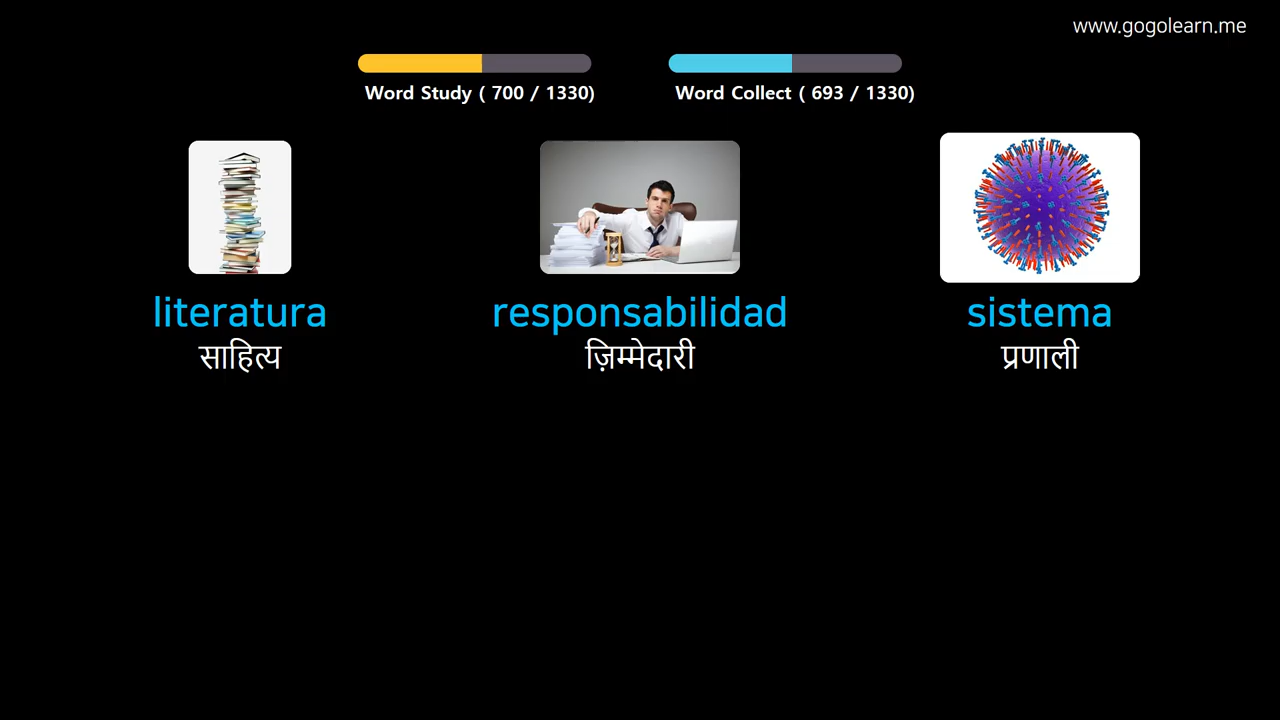 www.gogolearn.me
Word Study ( 700 / 1330)
Word Collect ( 693 / 1330)
literatura
साहित्य
responsabilidad
ज़िम्मेदारी
sistema
प्रणाली